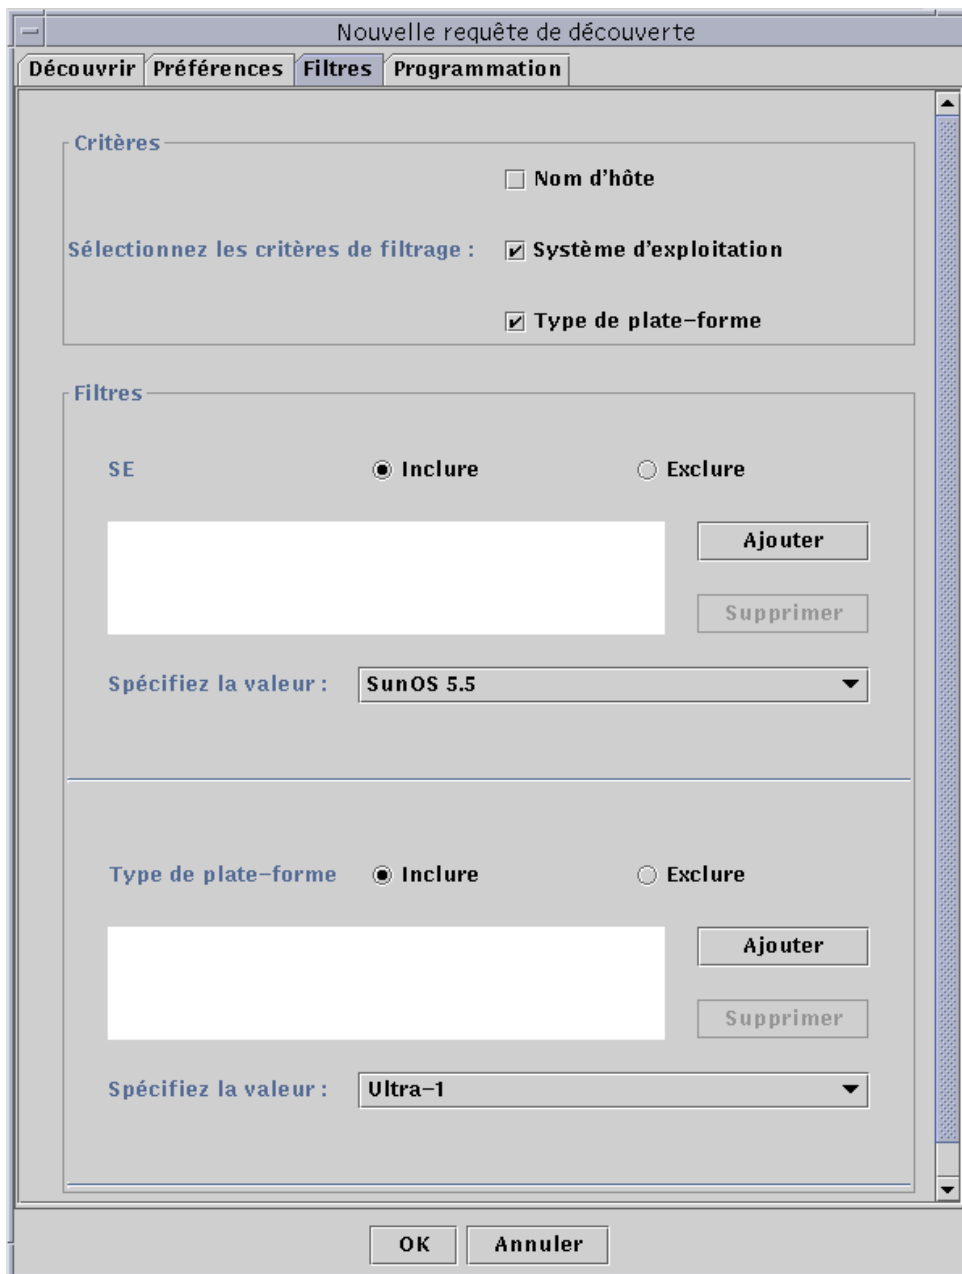 Nouvelle requête de découverte
Découvrir Préférences Filtres Programmation
Critères
Nom d'hôte
Sélectionnez les critères de filtrage : Système d'exploitation
Type de plate-forme
Filtres
SE Inclure Exclure
Ajouter
Supprimer
Spécifiez la valeur : SunOS 5.5
Type de plate-forme Inclure Exclure
Ajouter
Supprimer
Spécifiez la valeur : Ultra-1
OK Annuler